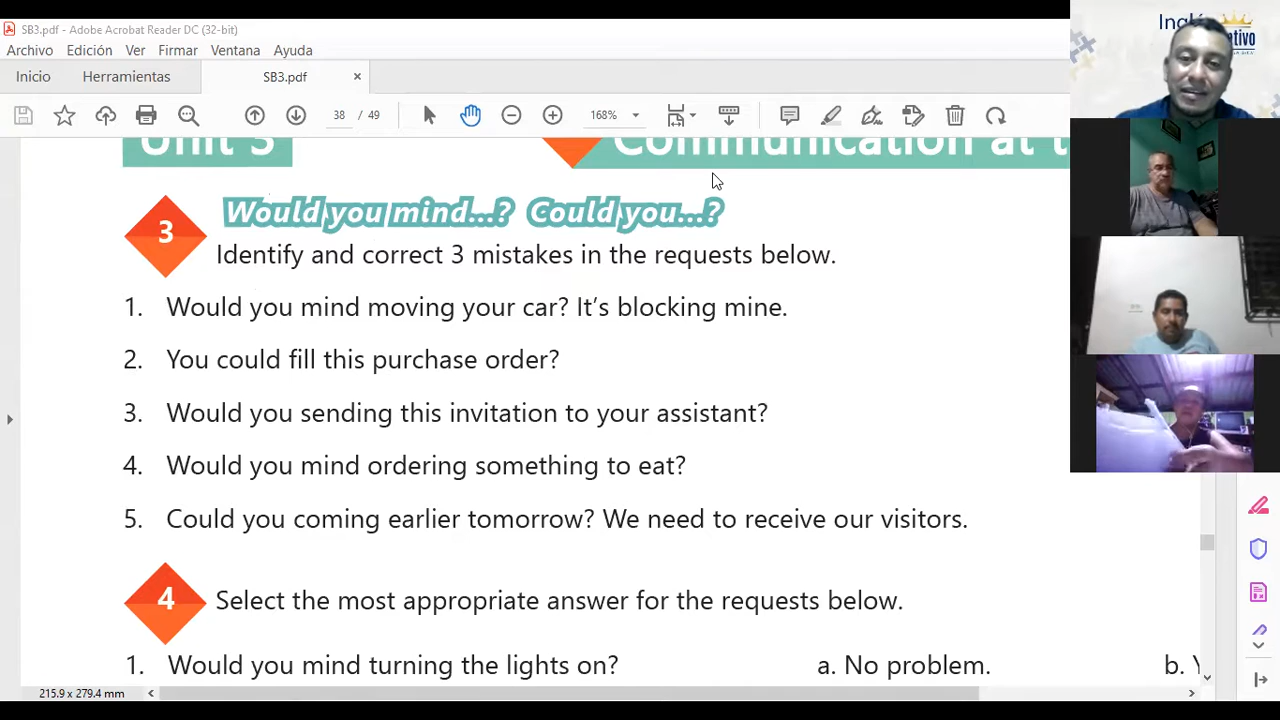 SB3.pdf - Adobe Acrobat Reader DC (32-bit)
Archivo Edición Ver Firmar Ventana Ayuda
Inicio Herramientas SB3.pdf ×
38 / 49 168%
Unit 5 Communication at t
3 Would you mind...? Could you...?
Identify and correct 3 mistakes in the requests below.
1. Would you mind moving your car? It's blocking mine.
2. You could fill this purchase order?
3. Would you sending this invitation to your assistant?
4. Would you mind ordering something to eat?
5. Could you coming earlier tomorrow? We need to receive our visitors.
4 Select the most appropriate answer for the requests below.
1. Would you mind turning the lights on? a. No problem. b.
215.9 x 279.4 mm